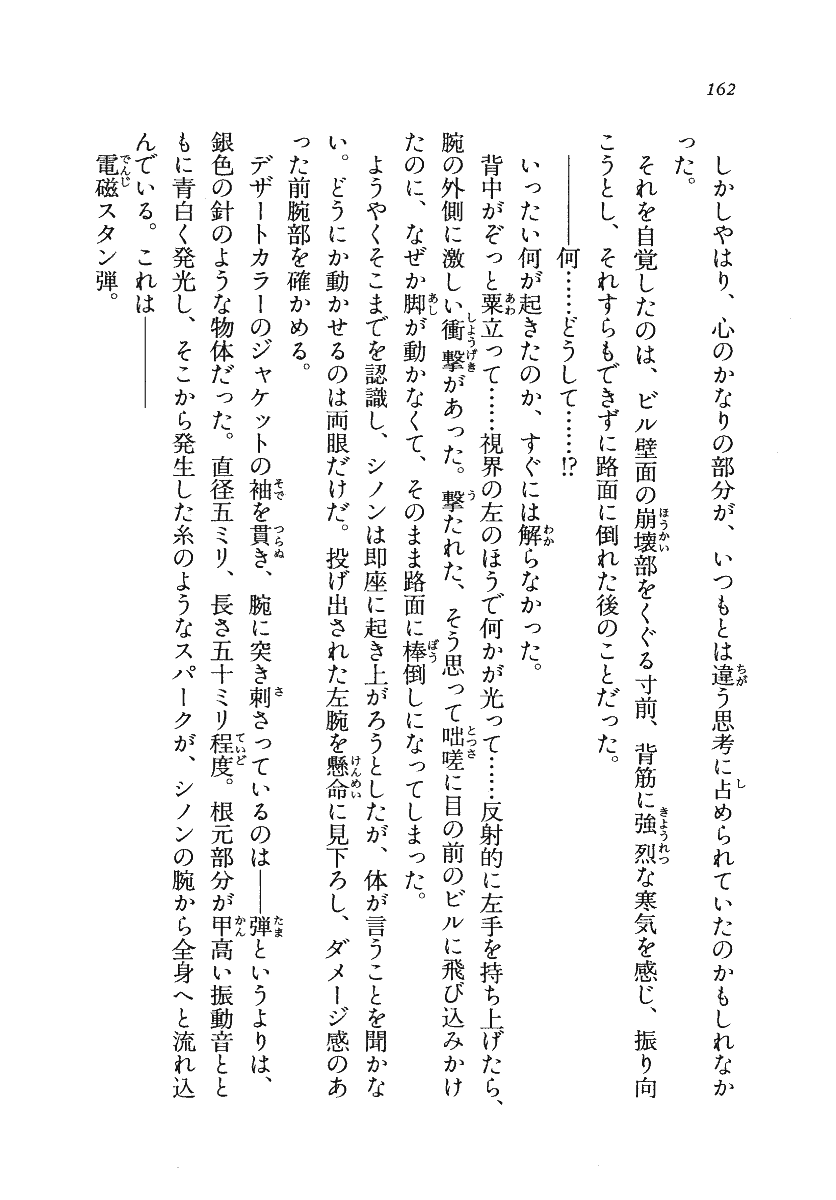 162
しかしやはり、心のかなりの部分が、いつもとは違う思考に占められていたのかもしれなか
った。
それを自覚したのは、ビル壁面の崩壊部をくぐる寸前、背筋に強烈な寒気を感じ、振り向
こうとし、それすらもできずに路面に倒れた後のことだった。
――何……どうして……!?
いったい何が起きたのか、すぐには解らなかった。
背中がぞっと粟立って……視界の左のほうで何かが光って……反射的に左手を持ち上げたら、
腕の外側に激しい衝撃があった。撃たれた、そう思って咄嗟に目の前のビルに飛び込みかけ
たのに、なぜか脚が動かなくて、そのまま路面に棒倒しになってしまった。
ようやくそこまでを認識し、シノンは即座に起き上がろうとしたが、体が言うことを聞かな
い。どうにか動かせるのは両眼だけだ。投げ出された左腕を懸命に見下ろし、ダメージ感のあ
った前腕部を確かめる。
デザートカラーのジャケットの袖を貫き、腕に突き刺さっているのは――弾というよりは、
銀色の針のような物体だった。直径五ミリ、長さ五十ミリ程度。根元部分が甲高い振動音とと
もに青白く発光し、そこから発生した糸のようなスパークが、シノンの腕から全身へと流れ込
んでいる。これは――――
電磁スタン弾。